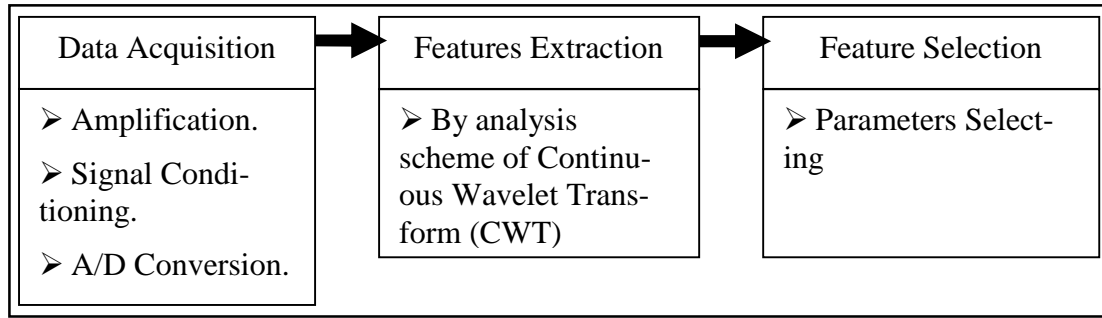 Data Acquisition
➢ Amplification.
➢ Signal Condi-
tioning.
➢ A/D Conversion.
Features Extraction
➢ By analysis
scheme of Continu-
ous Wavelet Trans-
form (CWT)
Feature Selection
➢ Parameters Select-
ing